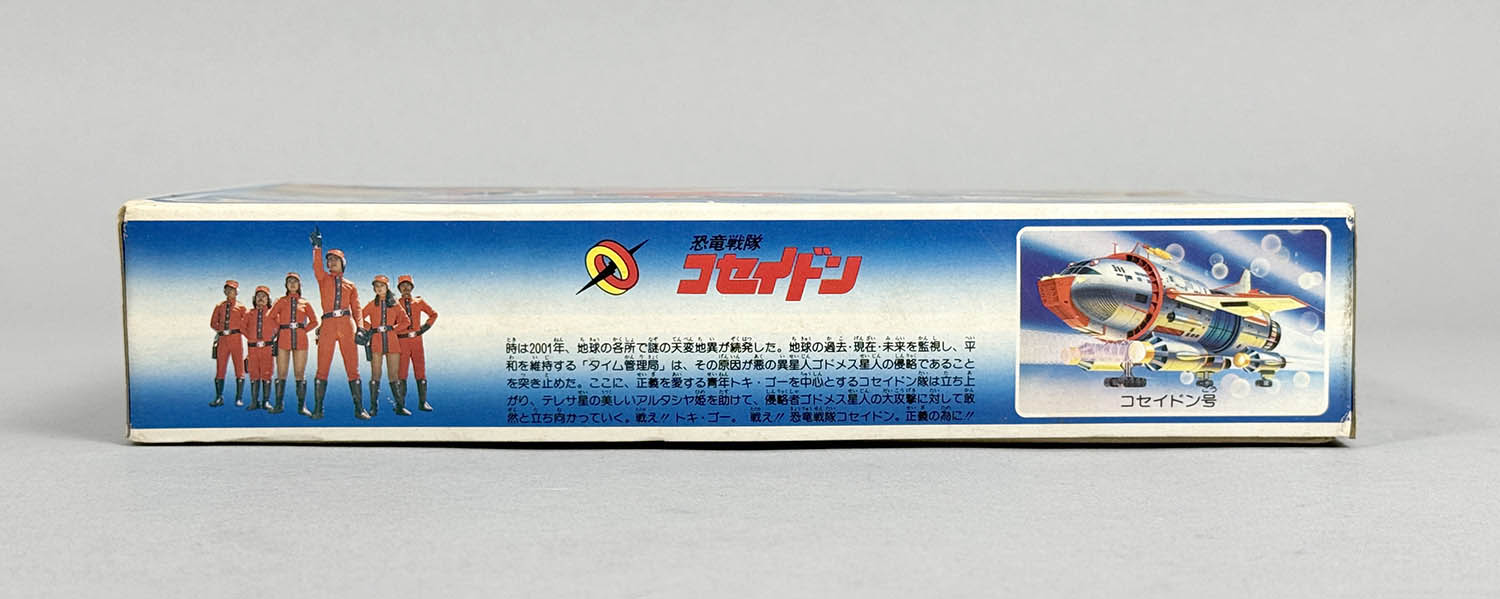 恐竜戦隊
コセイドン
時は2001年、地球の各所で謎の天変地異が続発した。地球の過去・現在・未来を監視し、平
和を維持する「タイム管理局」は、その原因が悪の異星人ゴドメス星人の侵略であること
を突き止めた。ここに、正義を愛する青年トキ・ゴーを中心とするコセイドン隊は立ち上
がり、テレサ星の美しいアルタシヤ姫を助けて、侵略者ゴドメス星人の大攻撃に対して敢
然と立ち向かっていく。戦え!! トキ・ゴー。 戦え!! 恐竜戦隊コセイドン。正義の為に!!
コセイドン号